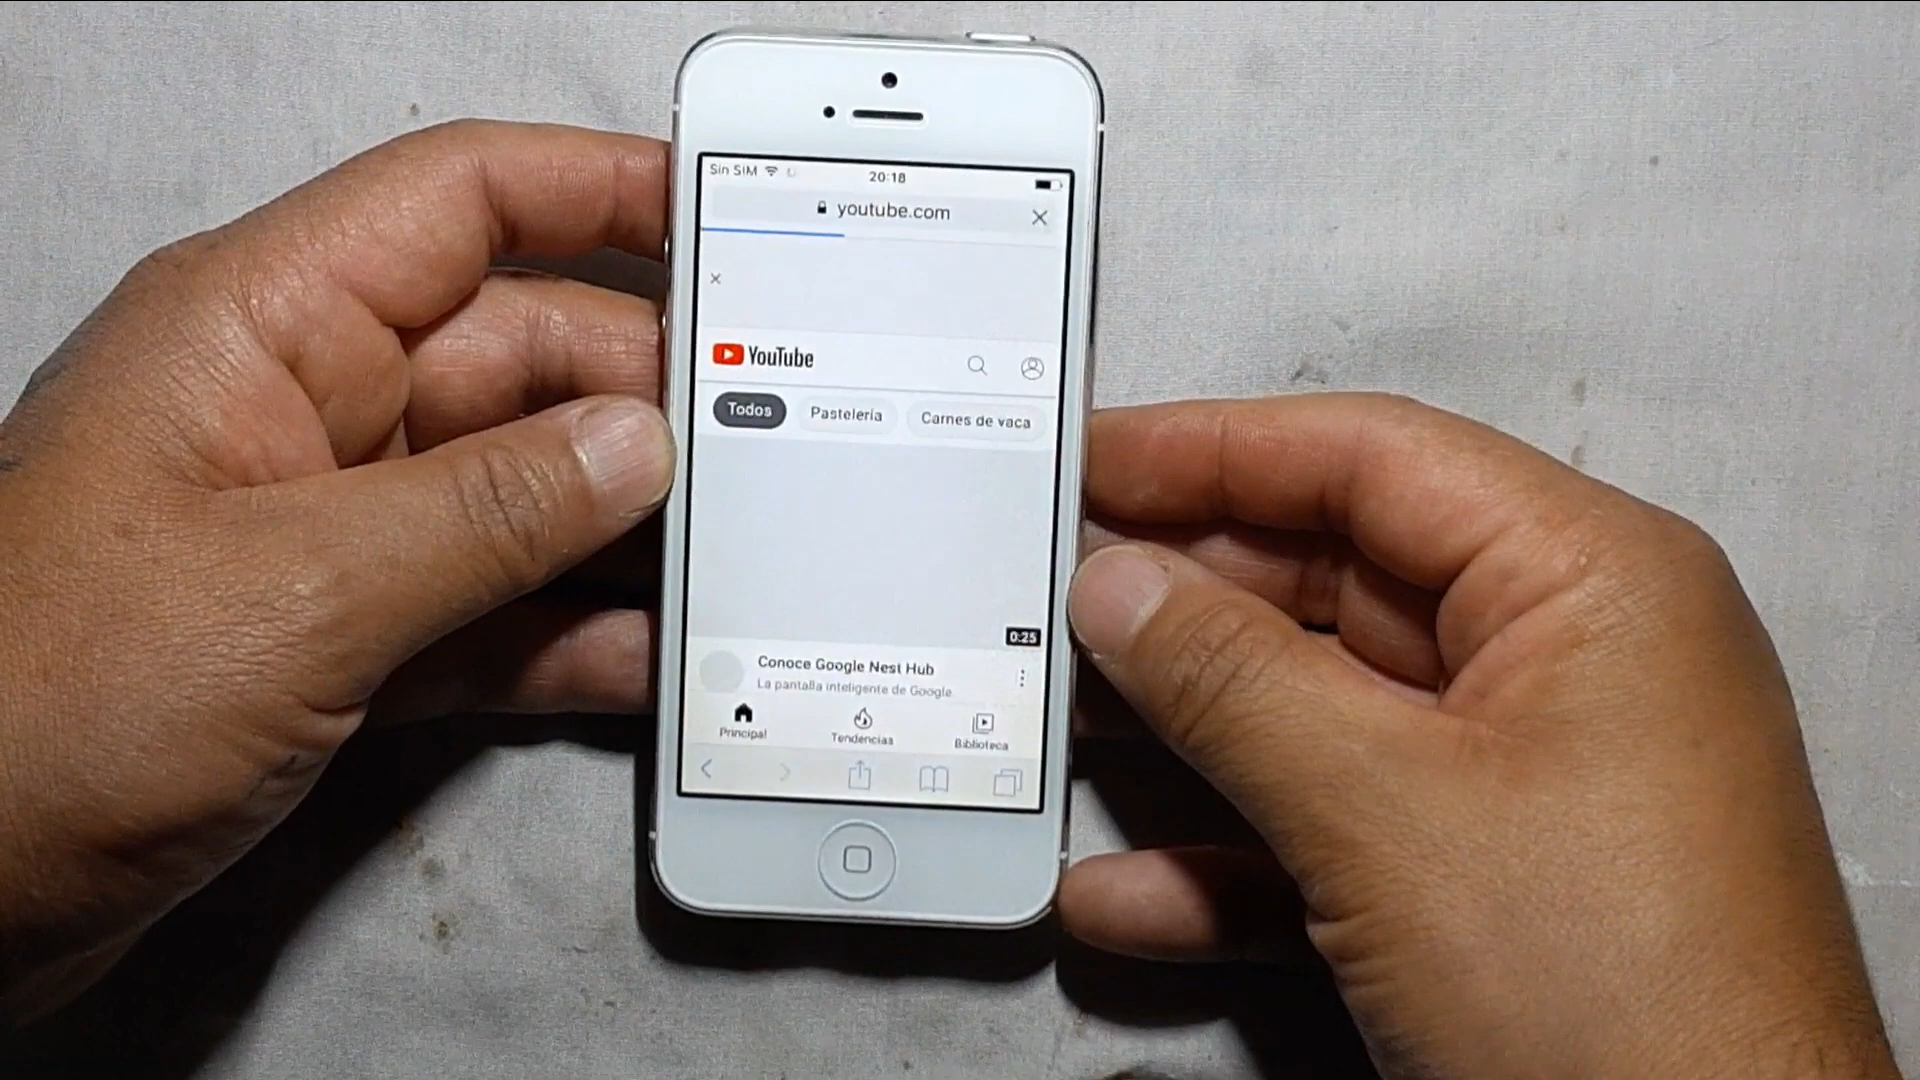 Sin SIM 20:18
youtube.com
YouTube
Todos Pastelería Carnes de vaca
0:25
Conoce Google Nest Hub
La pantalla inteligente de Google
Principal Tendencias Biblioteca